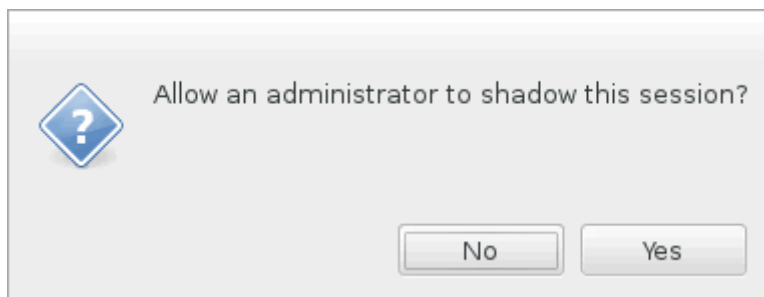 Allow an administrator to shadow this session?
No
Yes